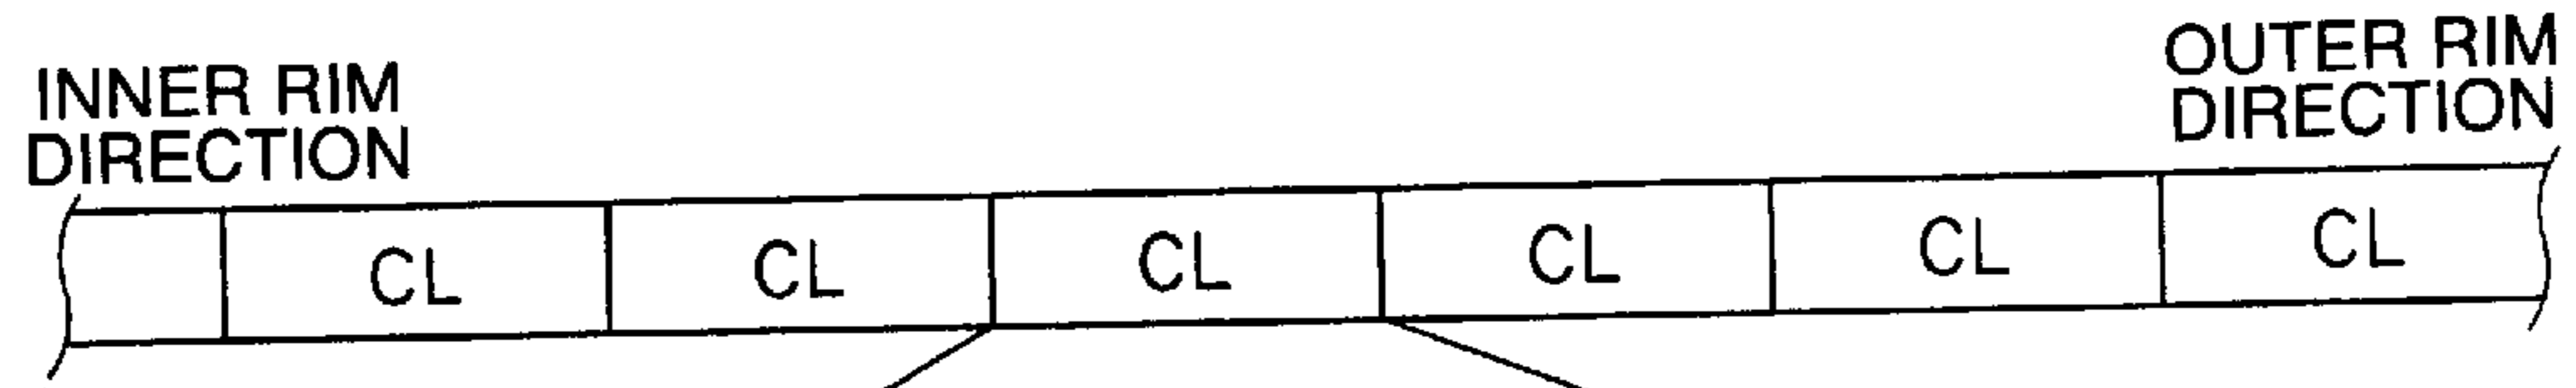 INNER RIM
DIRECTION
OUTER RIM
DIRECTION
CL CL CL CL CL CL